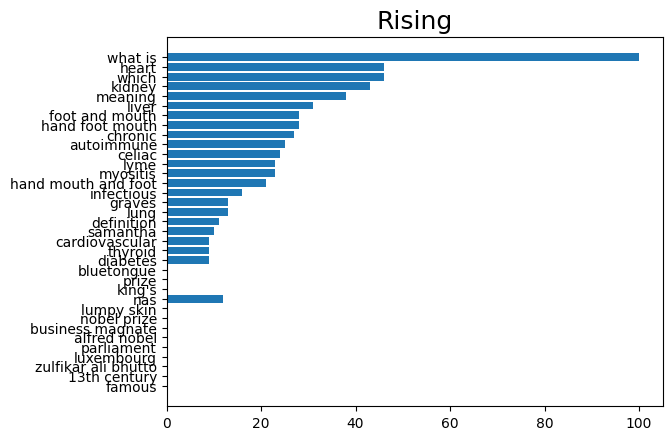 Rising
what is
heart
which
kidney
meaning
liver
foot and mouth
hand foot mouth
chronic
autoimmune
celiac
lyme
myositis
hand mouth and foot
infectious
graves
lung
definition
samantha
cardiovascular
thyroid
diabetes
bluetongue
prize
king's
nas
lumpy skin
nobel prize
business magnate
alfred nobel
parliament
luxembourg
zulfikar ali bhutto
13th century
famous
0 20 40 60 80 100